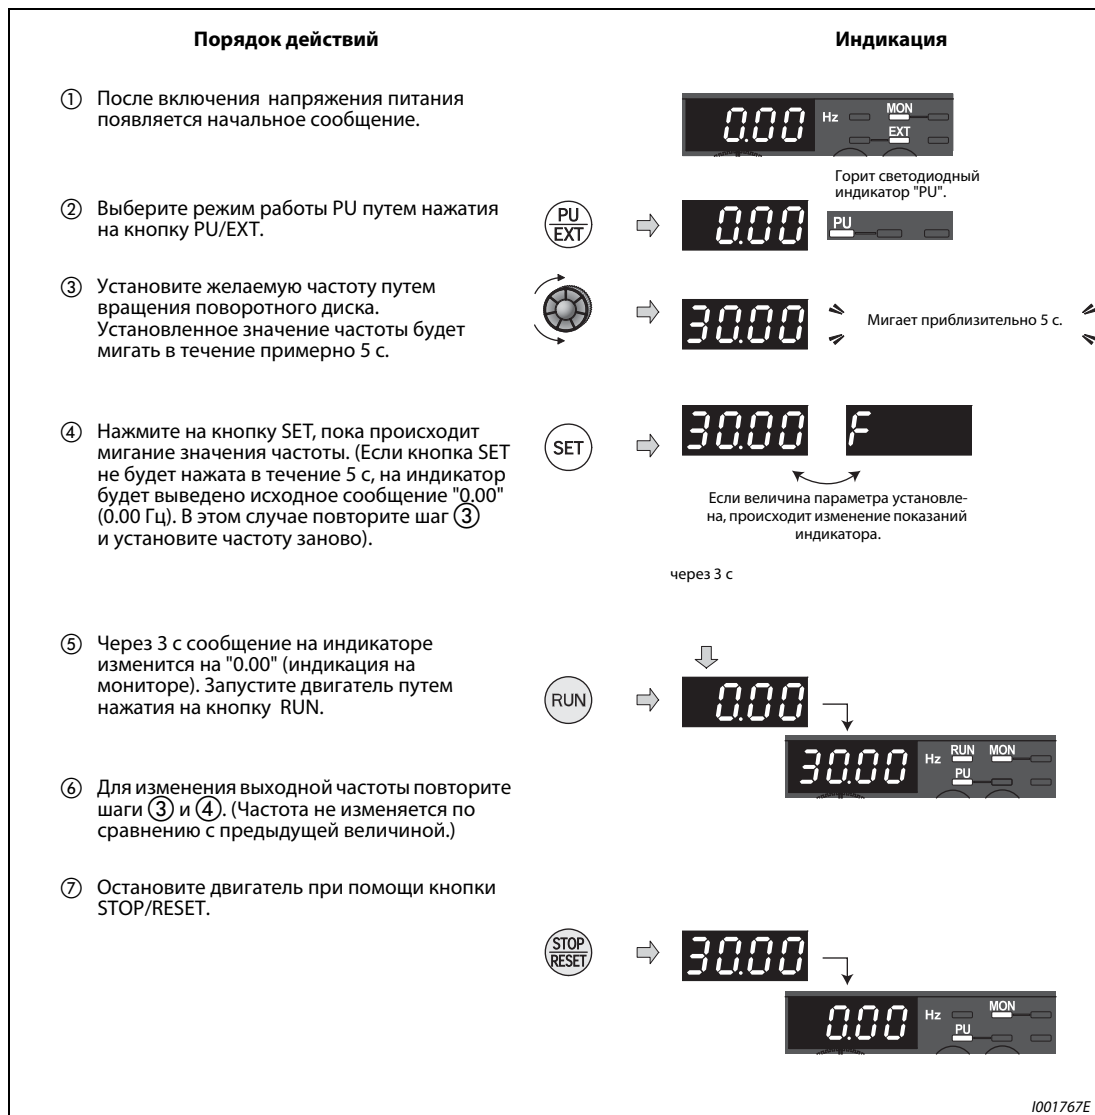 Порядок действий
Индикация
① После включения напряжения питания
появляется начальное сообщение.
0.00 Hz MON
EXT
Горит светодиодный
индикатор "PU".
② Выберите режим работы PU путем нажатия
на кнопку PU/EXT.
PU
EXT
0.00
PU
③ Установите желаемую частоту путем
вращения поворотного диска.
Установленное значение частоты будет
мигать в течение примерно 5 с.
30.00
Мигает приблизительно 5 с.
④ Нажмите на кнопку SET, пока происходит
мигание значения частоты. (Если кнопка SET
не будет нажата в течение 5 с, на индикатор
будет выведено исходное сообщение "0.00"
(0.00 Гц). В этом случае повторите шаг ③
и установите частоту заново).
SET
30.00 F
Если величина параметра установле-
на, происходит изменение показаний
индикатора.
через 3 с
⑤ Через 3 с сообщение на индикаторе
изменится на "0.00" (индикация на
мониторе). Запустите двигатель путем
нажатия на кнопку RUN.
RUN
0.00
30.00 Hz RUN MON
PU
⑥ Для изменения выходной частоты повторите
шаги ③ и ④. (Частота не изменяется по
сравнению с предыдущей величиной.)
⑦ Остановите двигатель при помощи кнопки
STOP/RESET.
STOP
RESET
30.00
0.00 Hz MON
PU
I001767E